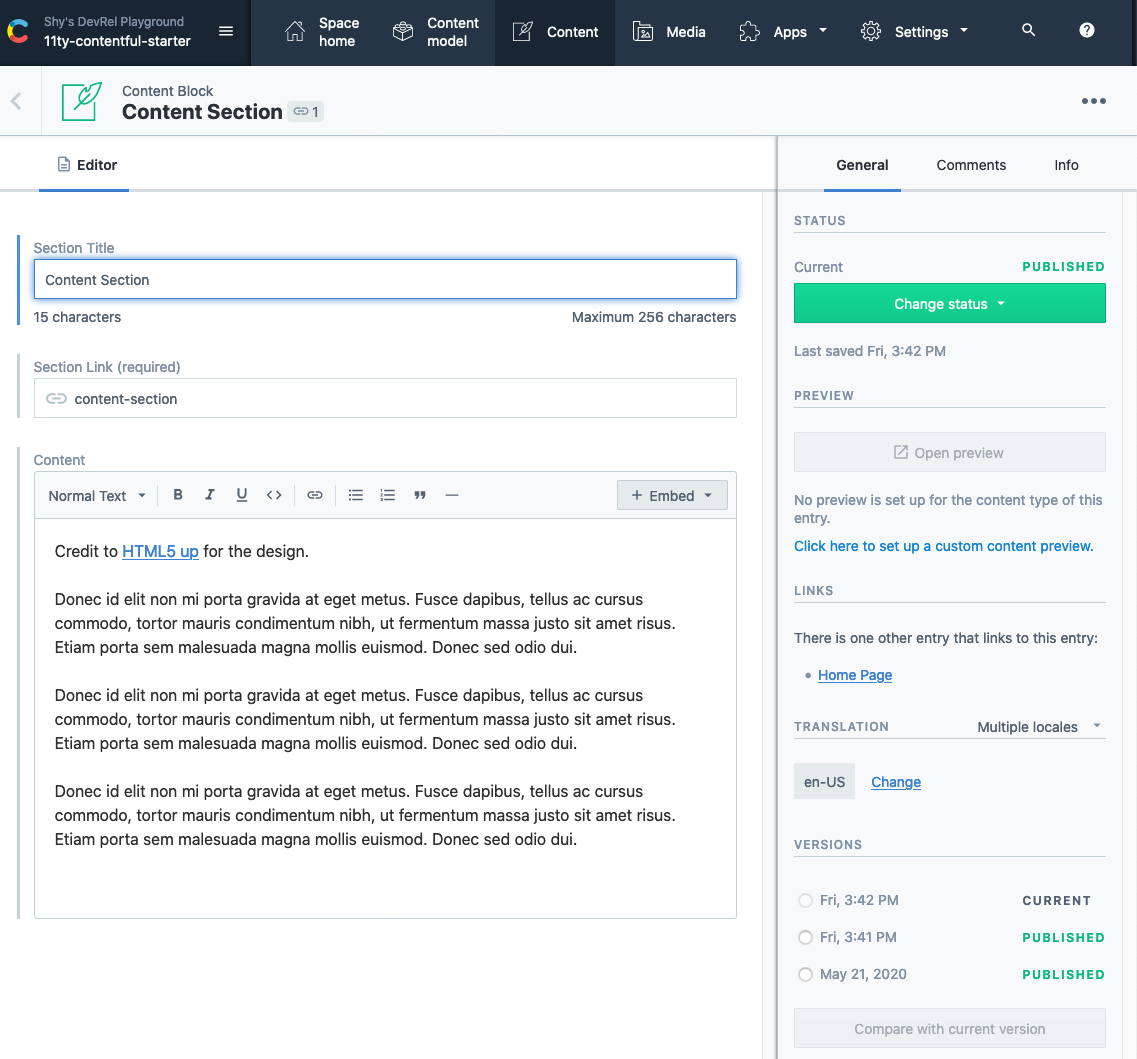 Shy's DevRel Playground
11ty-contentful-starter
Space home
Content model
Content
Media
Apps
Settings
Content Block
Content Section 1
Editor
Section Title
Content Section
15 characters Maximum 256 characters
Section Link (required)
content-section
Content
Normal Text B I U <> + Embed
Credit to HTML5 up for the design.
Donec id elit non mi porta gravida at eget metus. Fusce dapibus, tellus ac cursus
commodo, tortor mauris condimentum nibh, ut fermentum massa justo sit amet risus.
Etiam porta sem malesuada magna mollis euismod. Donec sed odio dui.
Donec id elit non mi porta gravida at eget metus. Fusce dapibus, tellus ac cursus
commodo, tortor mauris condimentum nibh, ut fermentum massa justo sit amet risus.
Etiam porta sem malesuada magna mollis euismod. Donec sed odio dui.
Donec id elit non mi porta gravida at eget metus. Fusce dapibus, tellus ac cursus
commodo, tortor mauris condimentum nibh, ut fermentum massa justo sit amet risus.
Etiam porta sem malesuada magna mollis euismod. Donec sed odio dui.
General Comments Info
STATUS
Current PUBLISHED
Change status
Last saved Fri, 3:42 PM
PREVIEW
Open preview
No preview is set up for the content type of this
entry.
Click here to set up a custom content preview.
LINKS
There is one other entry that links to this entry:
• Home Page
TRANSLATION Multiple locales
en-US Change
VERSIONS
Fri, 3:42 PM CURRENT
Fri, 3:41 PM PUBLISHED
May 21, 2020 PUBLISHED
Compare with current version